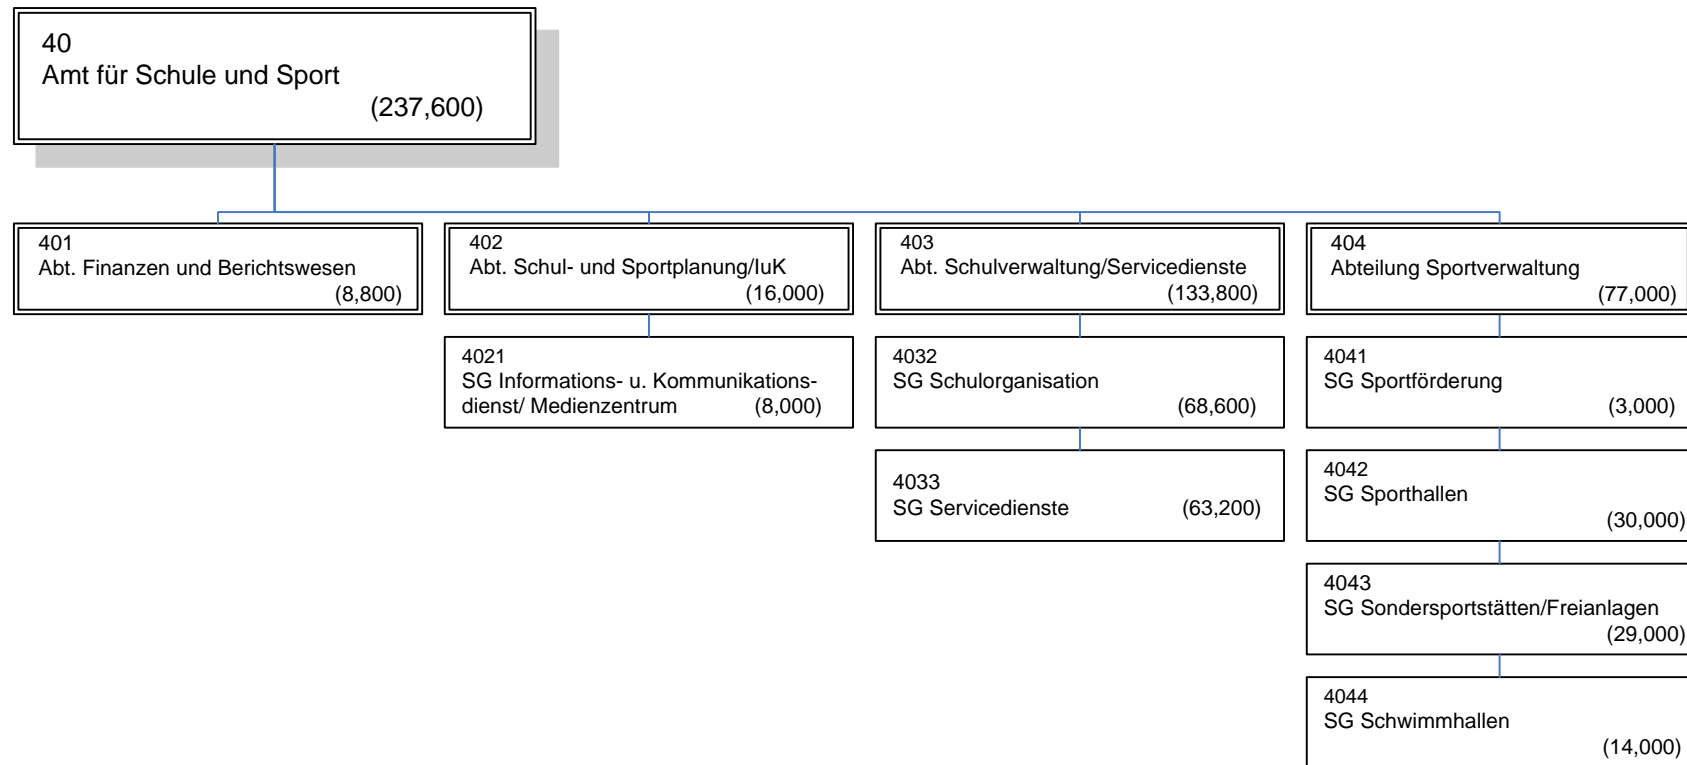 40
Amt für Schule und Sport
(237,600)
401
Abt. Finanzen und Berichtswesen
(8,800)
402
Abt. Schul- und Sportplanung/IuK
(16,000)
4021
SG Informations- u. Kommunikations-
dienst/ Medienzentrum (8,000)
403
Abt. Schulverwaltung/Servicedienste
(133,800)
4032
SG Schulorganisation
(68,600)
4033
SG Servicedienste (63,200)
404
Abteilung Sportverwaltung
(77,000)
4041
SG Sportförderung
(3,000)
4042
SG Sporthallen
(30,000)
4043
SG Sondersportstätten/Freianlagen
(29,000)
4044
SG Schwimmhallen
(14,000)